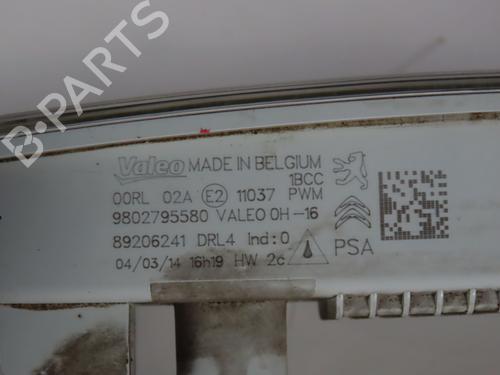 B-PARTS
Valeo MADE IN BELGIUM
1BCC
00RL 02A E2 11037 PWM
9802795580 VALEO 0H-16
89206241 DRL4 Ind:0
04/03/14 16h19 HW 2c PSA